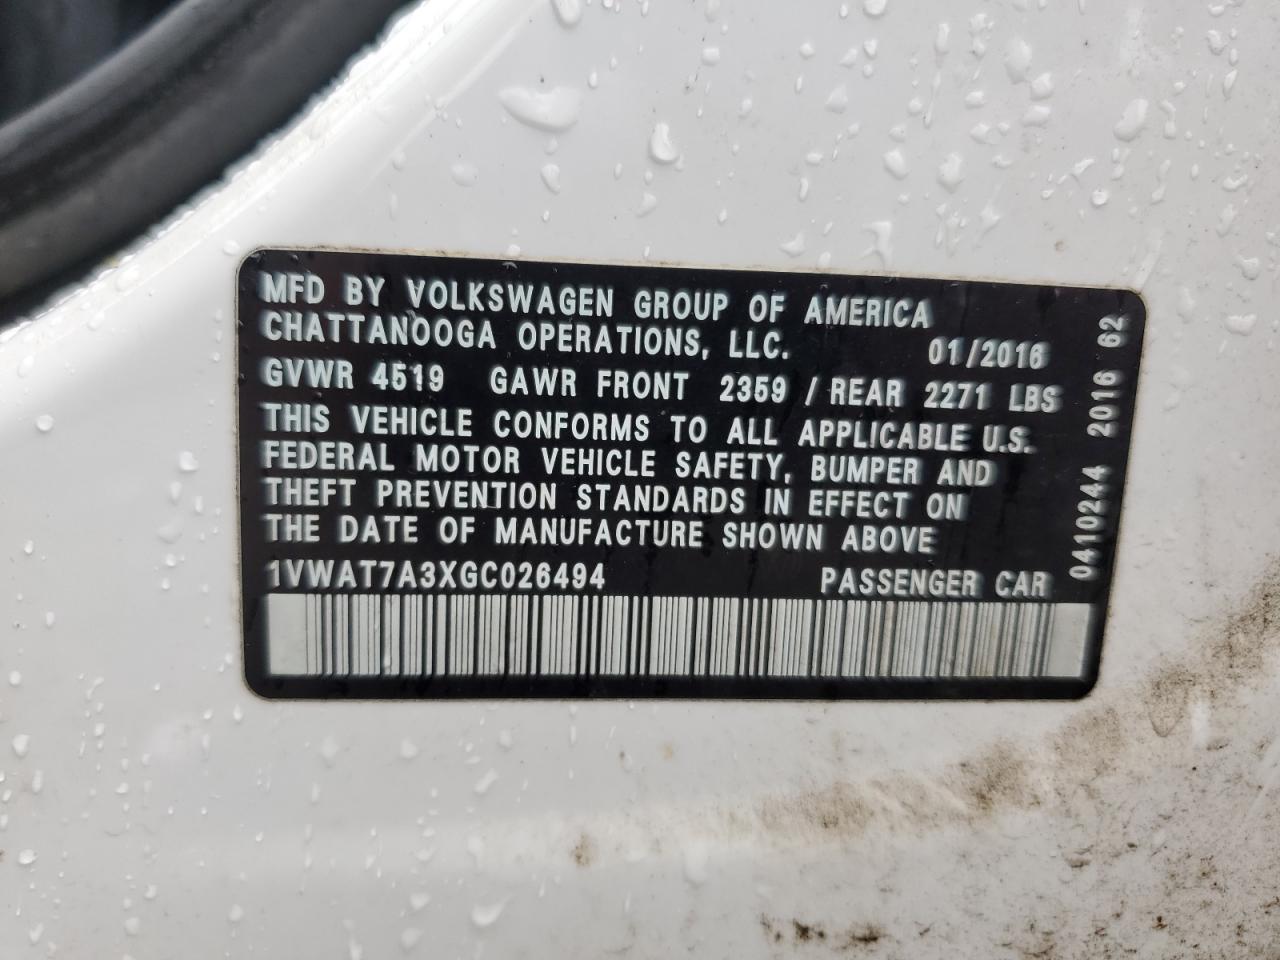 MFD BY VOLKSWAGEN GROUP OF AMERICA
CHATTANOOGA OPERATIONS, LLC. 01/2016
GVWR 4519 GAWR FRONT 2359 / REAR 2271 LBS
THIS VEHICLE CONFORMS TO ALL APPLICABLE U.S.
FEDERAL MOTOR VEHICLE SAFETY, BUMPER AND
THEFT PREVENTION STANDARDS IN EFFECT ON
THE DATE OF MANUFACTURE SHOWN ABOVE
1VWAT7A3XGC026494 PASSENGER CAR
0410244 2016 62